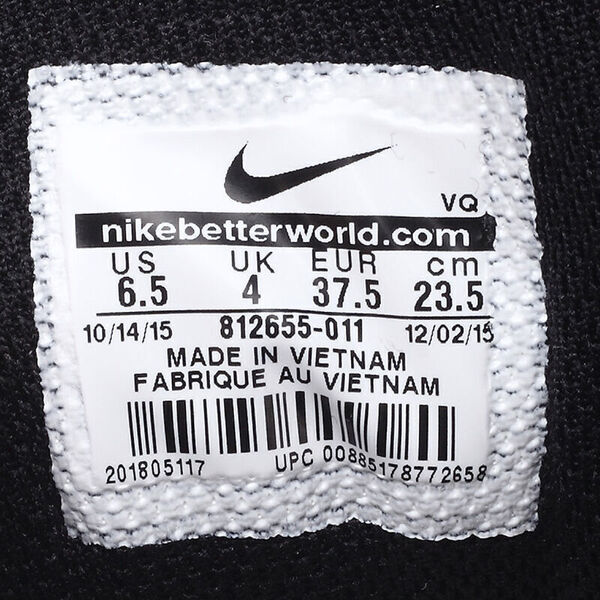 VQ
nikebetterworld.com
US UK EUR cm
6.5 4 37.5 23.5
10/14/15 812655-011 12/02/15
MADE IN VIETNAM
FABRIQUE AU VIETNAM
201805117 UPC 00885178772658